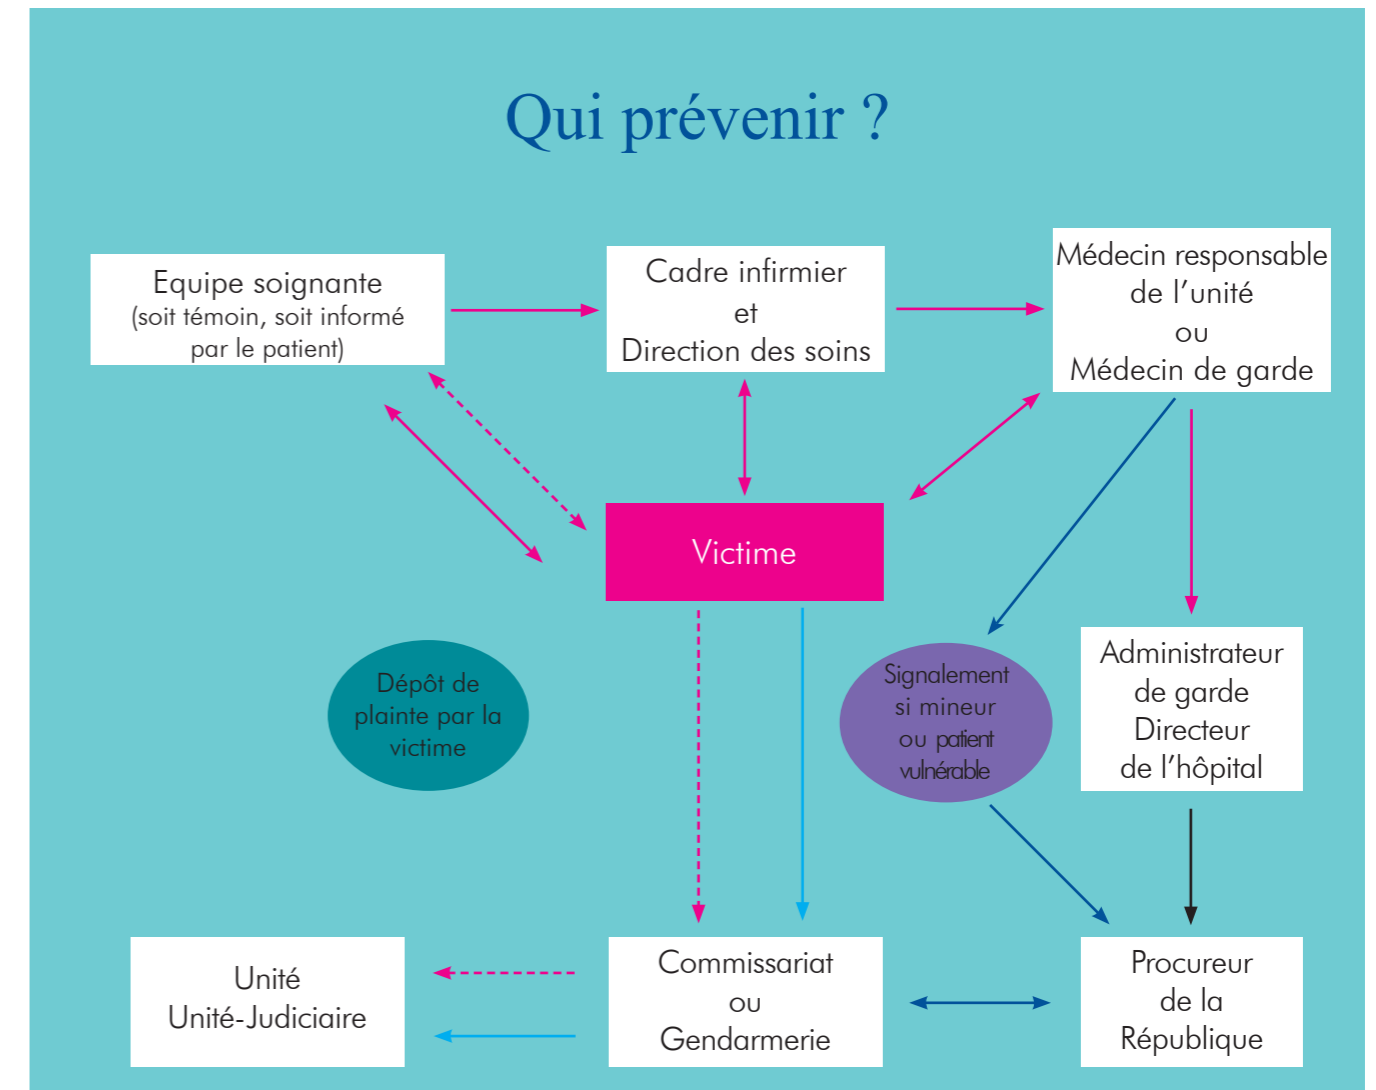 Qui prévenir ?
Equipe soignante
(soit témoin, soit informé
par le patient)
Cadre infirmier
et
Direction des soins
Médecin responsable
de l’unité
ou
Médecin de garde
Victime
Dépôt de
plainte par la
victime
Signalement
si mineur
ou patient
vulnérable
Administrateur
de garde
Directeur
de l’hôpital
Unité
Unité-Judiciaire
Commissariat
ou
Gendarmerie
Procureur
de la
République